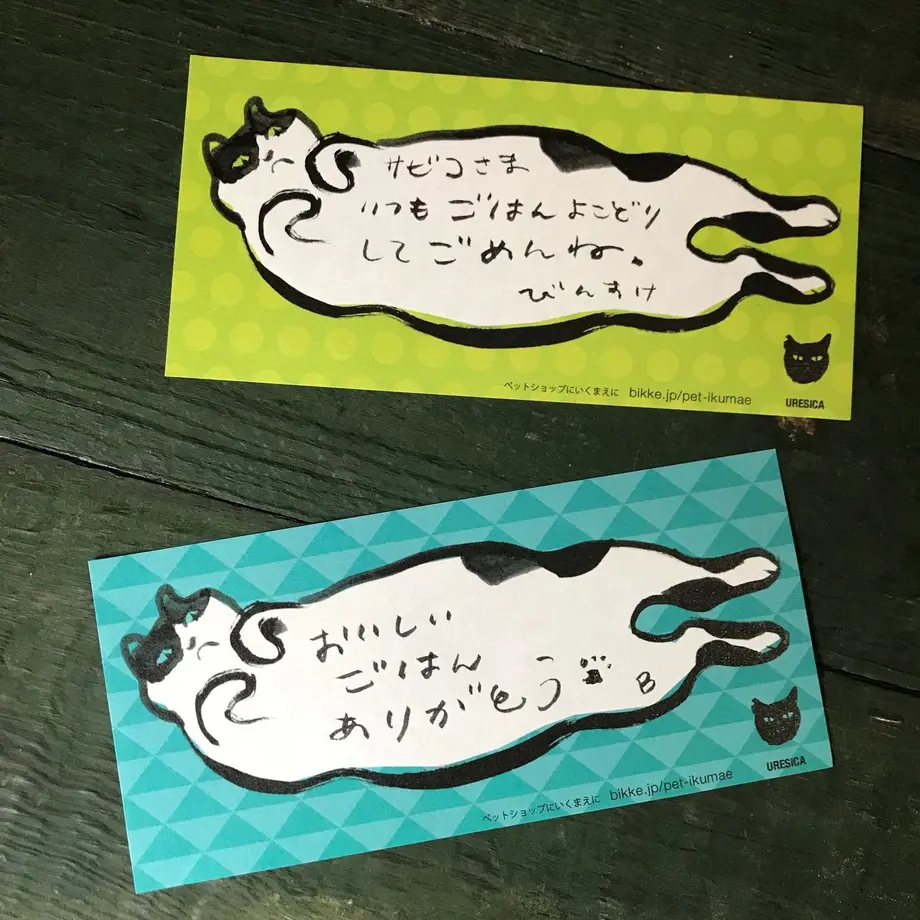 サビコさま
いつもごはんよこどり
してごめんね。
びんすけ
ペットショップにいくまえに bikke.jp/pet-ikumae
URESICA
おいしい
ごはん
ありがとう
B
ペットショップにいくまえに bikke.jp/pet-ikumae
URESICA